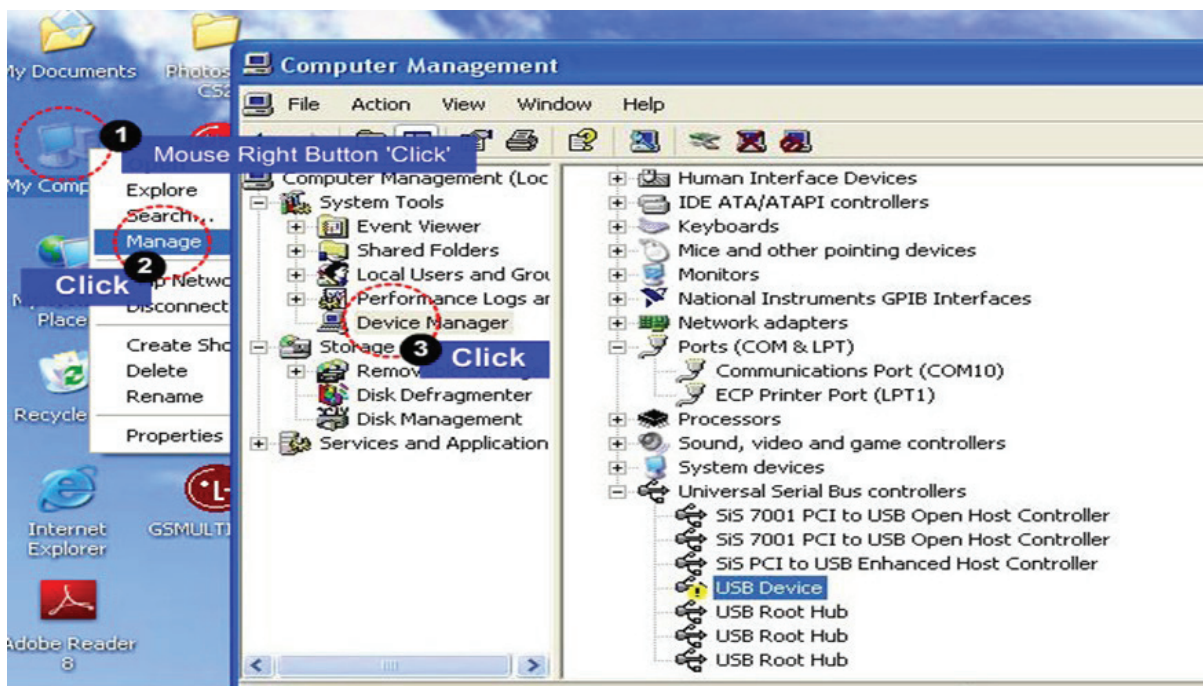 My Documents
Photos
CS2
My Comp
1
Mouse Right Button 'Click'
Explore
Search...
Manage
2
Click
Disconnect
Place
Create Sho
Delete
Rename
Recycle
Properties
Internet
Explorer
GSMULTI
Adobe Reader
8
Computer Management
File Action View Window Help
Computer Management (Loc
System Tools
Event Viewer
Shared Folders
Local Users and Grou
Performance Logs ar
Device Manager
3
Click
Storage
Remov
Disk Defragmenter
Disk Management
Services and Application
Human Interface Devices
IDE ATA/ATAPI controllers
Keyboards
Mice and other pointing devices
Monitors
National Instruments GPIB Interfaces
Network adapters
Ports (COM & LPT)
Communications Port (COM10)
ECP Printer Port (LPT1)
Processors
Sound, video and game controllers
System devices
Universal Serial Bus controllers
SiS 7001 PCI to USB Open Host Controller
SiS 7001 PCI to USB Open Host Controller
SiS PCI to USB Enhanced Host Controller
USB Device
USB Root Hub
USB Root Hub
USB Root Hub